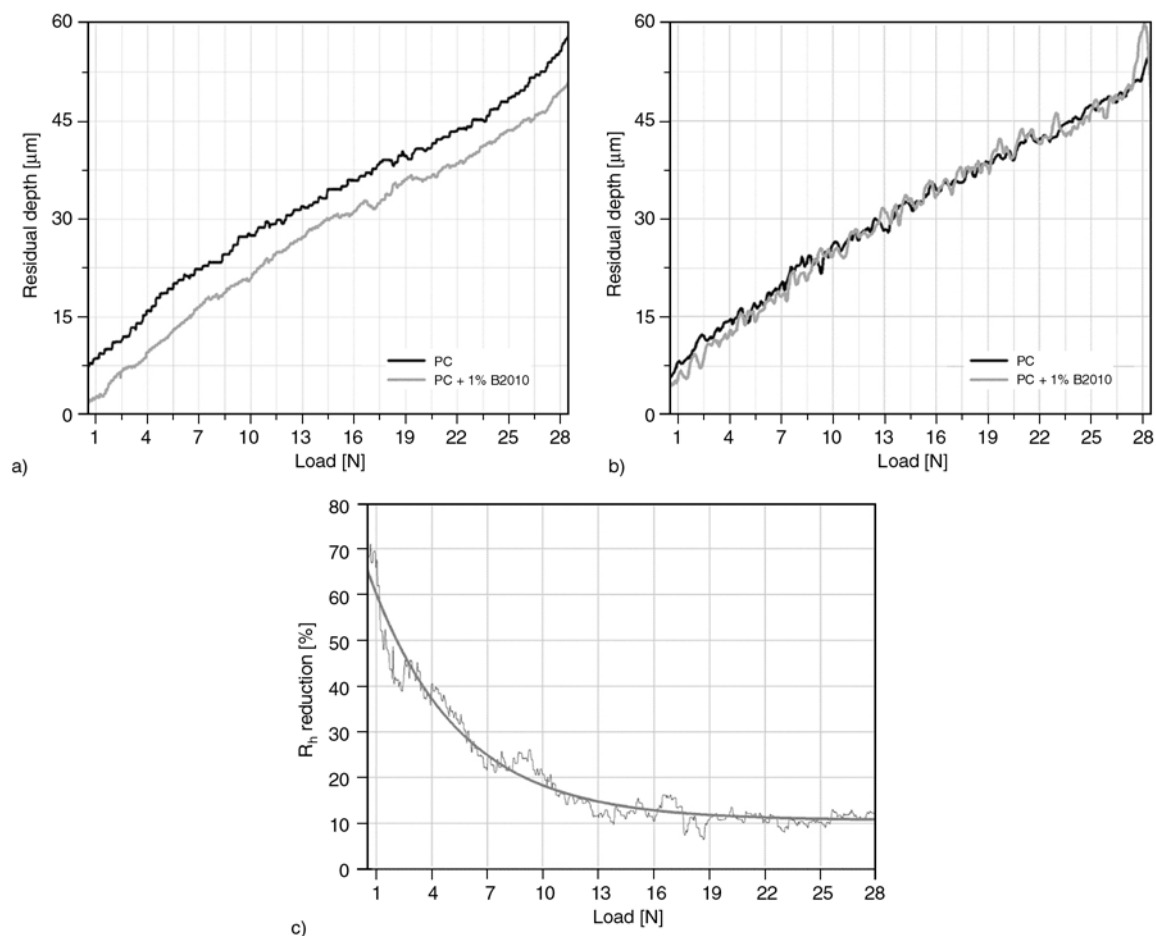 60
45
30
15
0
Residual depth [µm]
PC
PC + 1% B2010
1 4 7 10 13 16 19 22 25 28
Load [N]
a)
60
45
30
15
0
Residual depth [µm]
PC
PC + 1% B2010
1 4 7 10 13 16 19 22 25 28
Load [N]
b)
80
70
60
50
40
30
20
10
0
Rh reduction [%]
1 4 7 10 13 16 19 22 25 28
Load [N]
c)